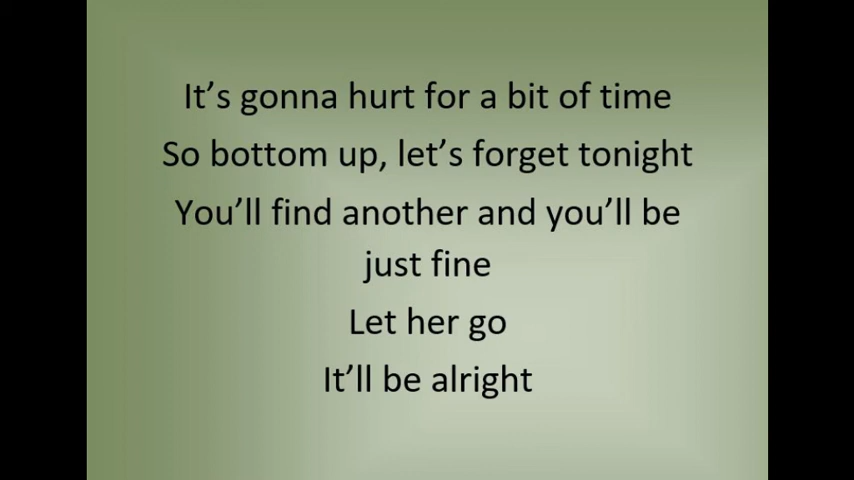 It’s gonna hurt for a bit of time
So bottom up, let’s forget tonight
You’ll find another and you’ll be
just fine
Let her go
It’ll be alright